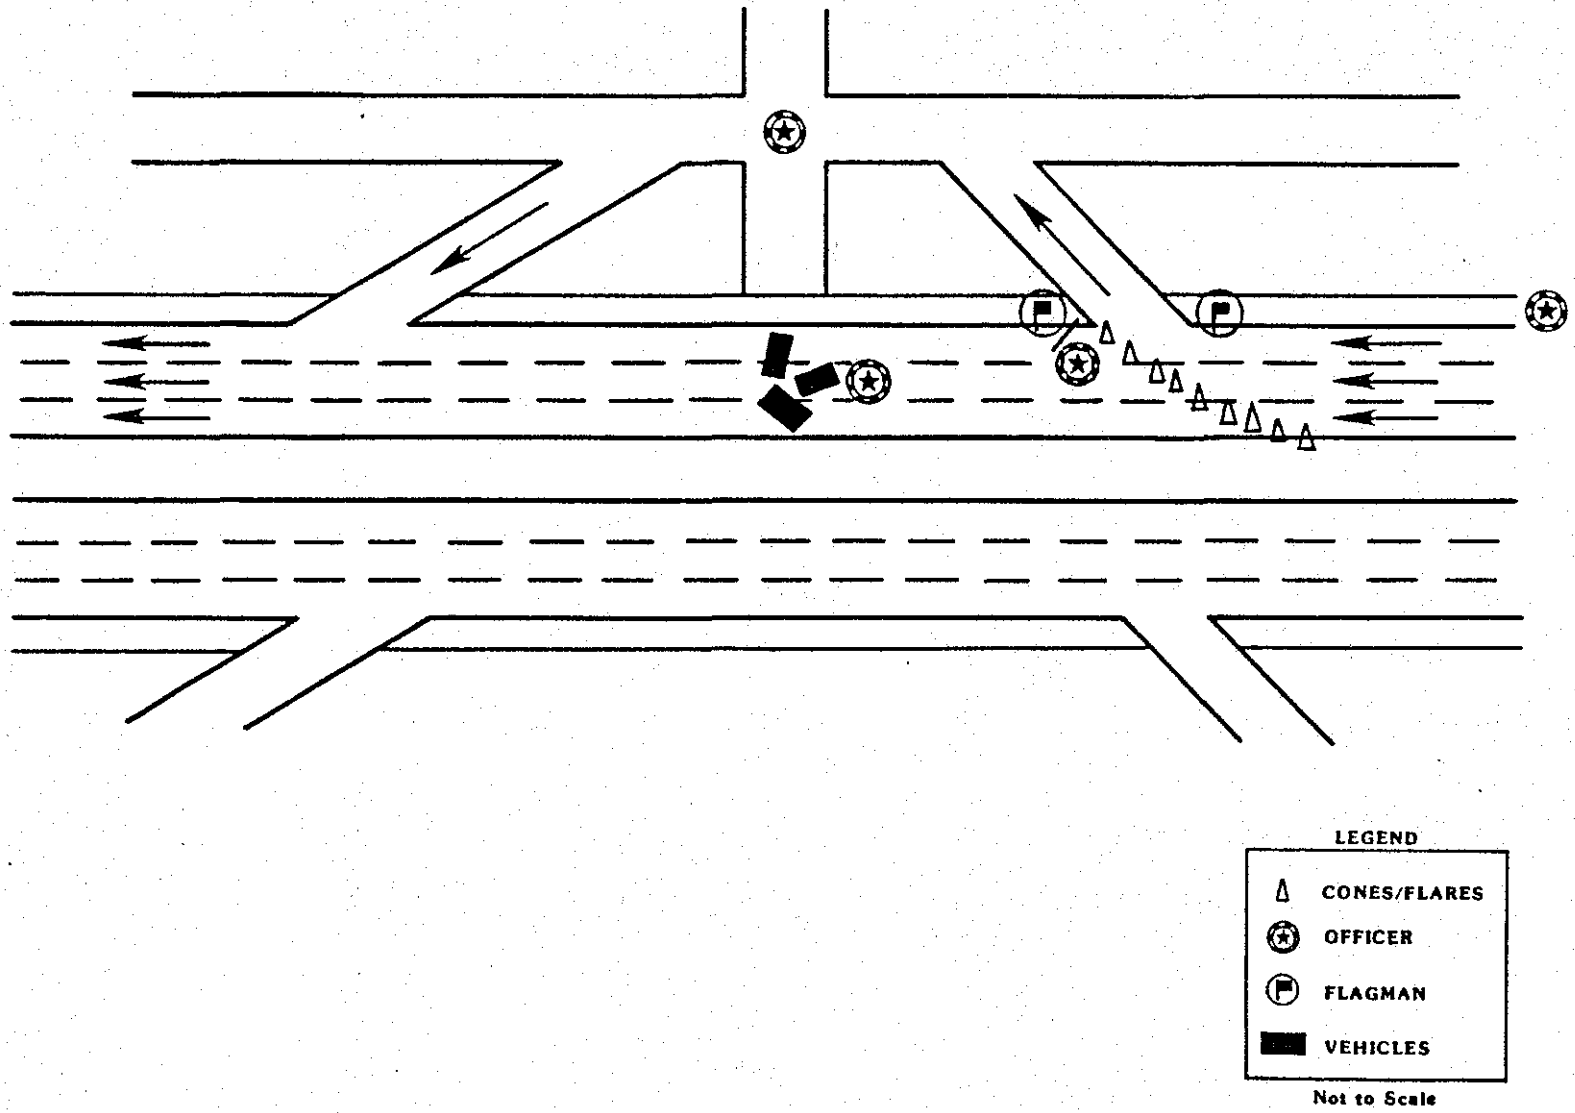 LEGEND
CONES/FLARES
OFFICER
FLAGMAN
VEHICLES
Not to Scale